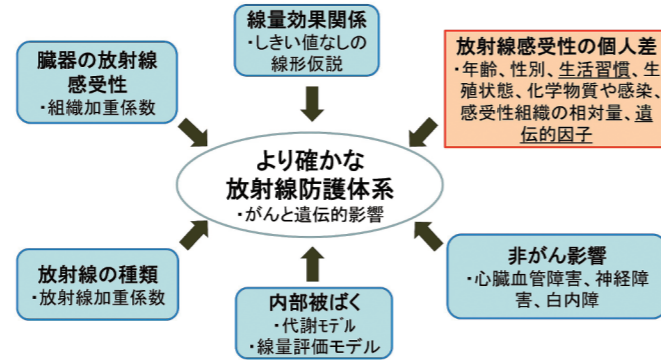 臓器の放射線
感受性
・組織加重係数
線量効果関係
・しきい値なしの
線形仮説
放射線感受性の個人差
・年齢、性別、生活習慣、生
殖状態、化学物質や感染、
感受性組織の相対量、遺
伝的因子
より確かな
放射線防護体系
・がんと遺伝的影響
放射線の種類
・放射線加重係数
内部被ばく
・代謝ﾓﾃﾞﾙ
・線量評価モデル
非がん影響
・心臓血管障害、神経障
害、白内障